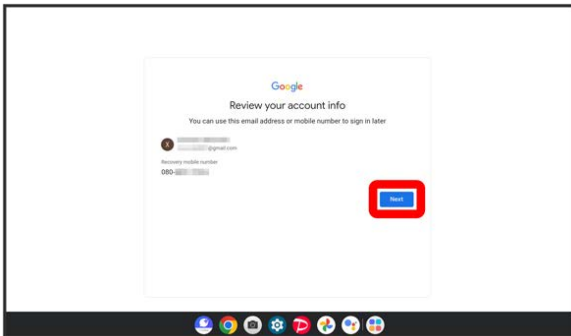 Google
Review your account info
You can use this email address or mobile number to sign in later
X
@gmail.com
Recovery mobile number
080-
Next